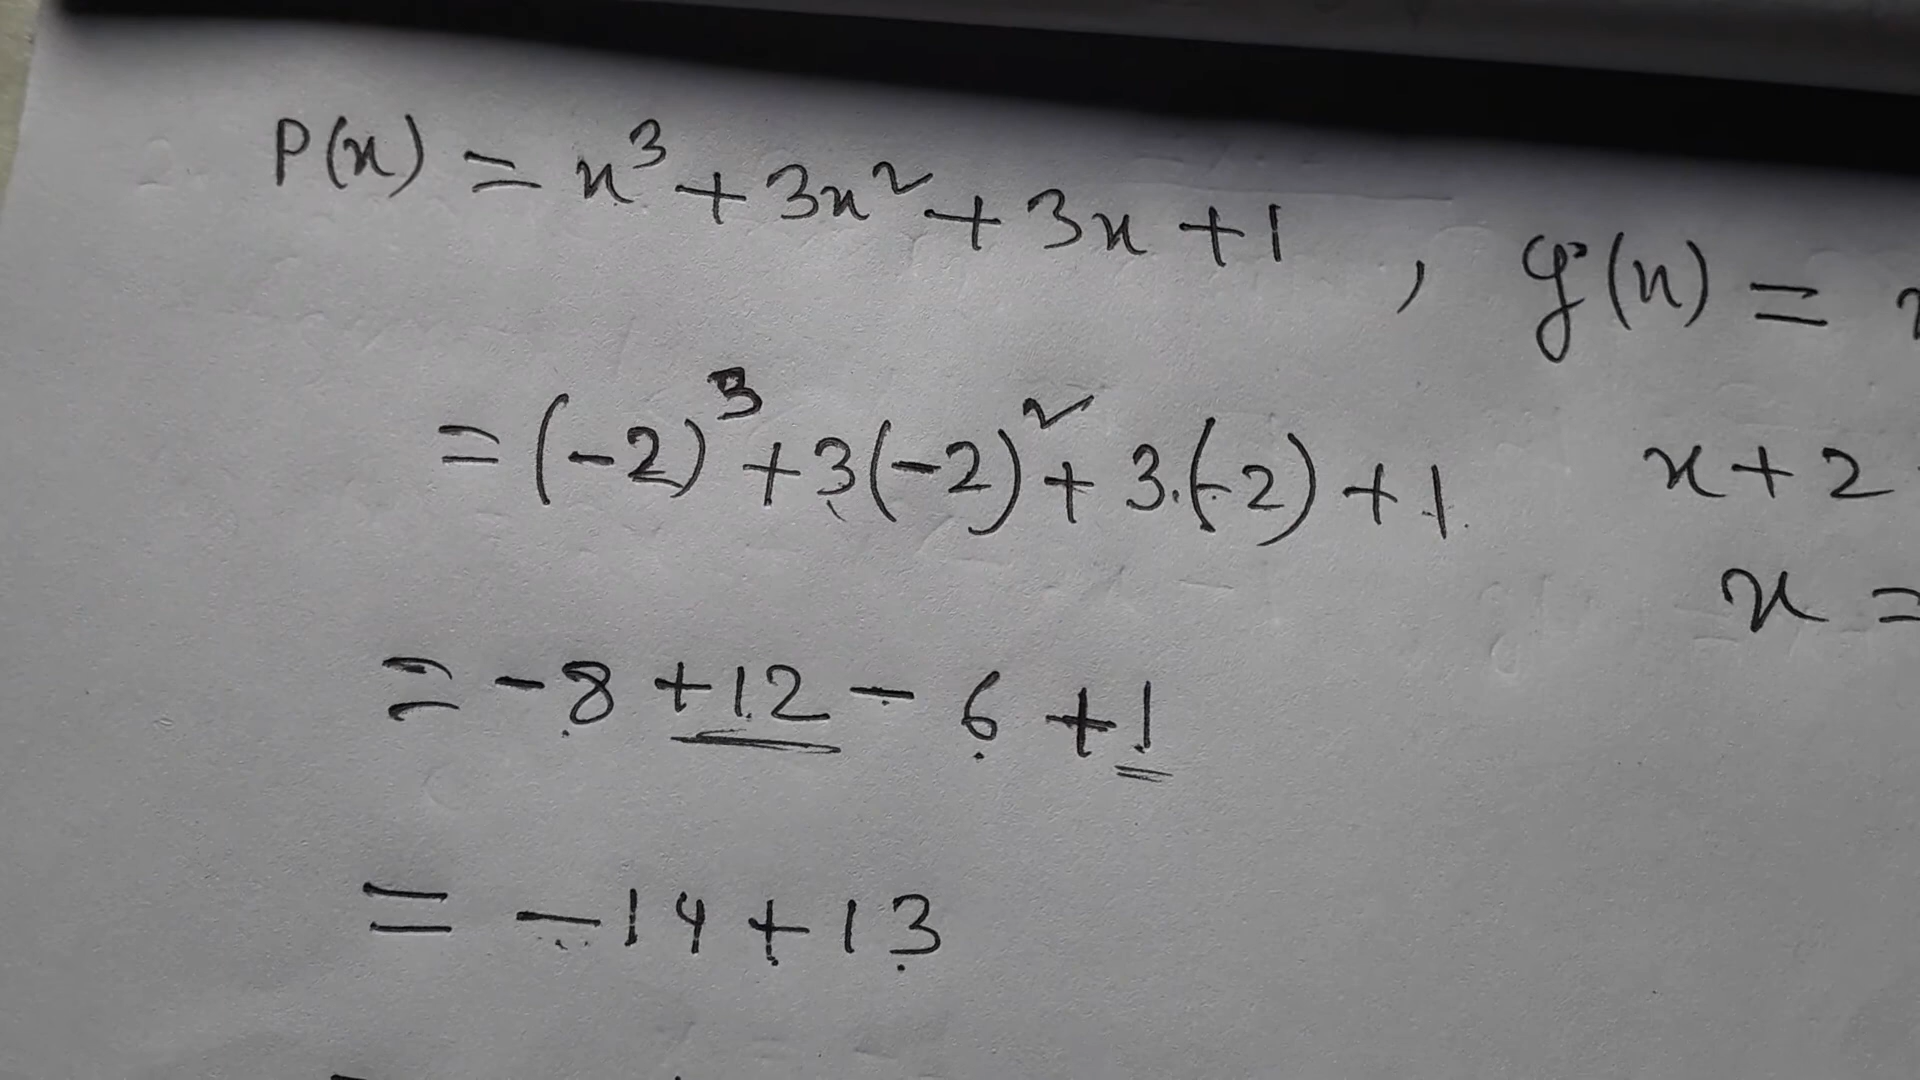 P(x) = x³ + 3x² + 3x + 1 , g(x) =
= (-2)³ + 3(-2)² + 3.(-2) + 1
x + 2
x =
= -8 + 12 - 6 + 1
= -14 + 13